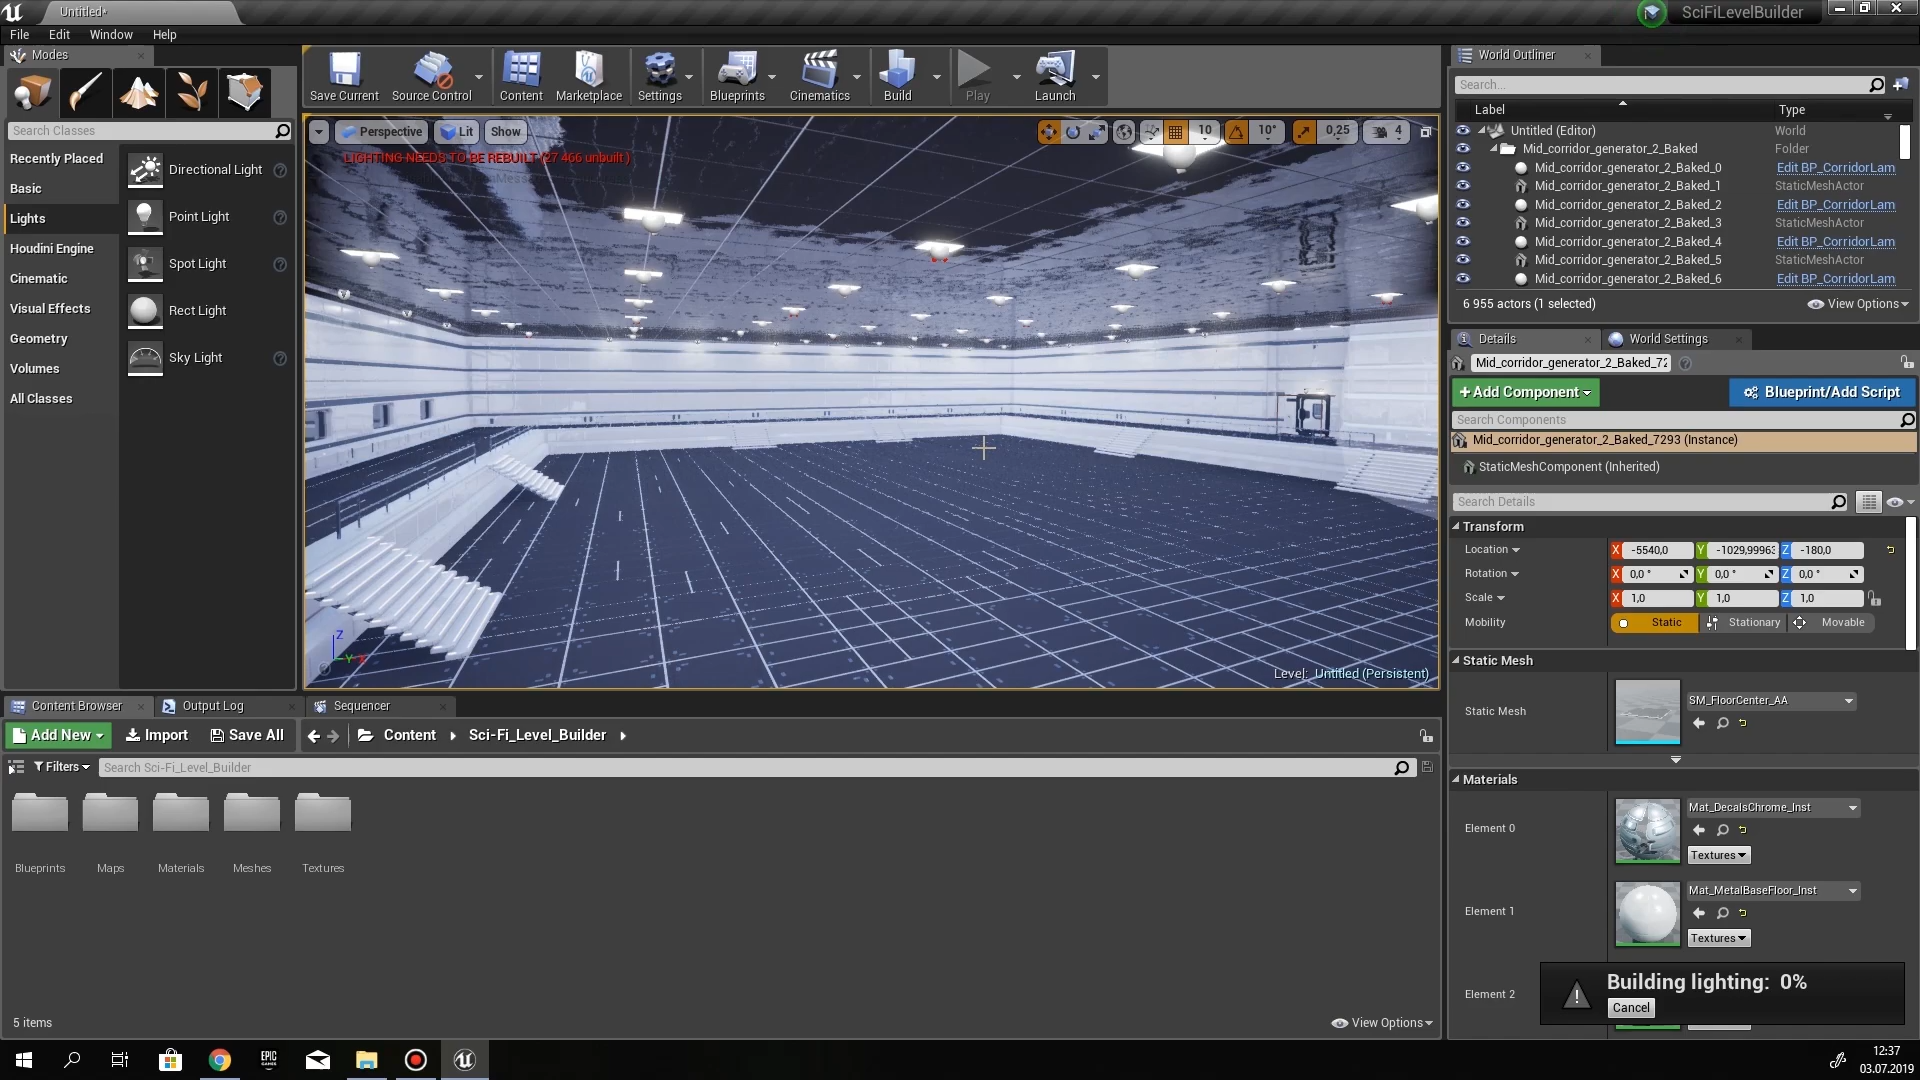 Untitled*
SciFiLevelBuilder
File Edit Window Help
Modes
Search Classes
Recently Placed
Basic
Lights
Houdini Engine
Cinematic
Visual Effects
Geometry
Volumes
All Classes
Directional Light
Point Light
Spot Light
Rect Light
Sky Light
Save Current
Source Control
Content
Marketplace
Settings
Blueprints
Cinematics
Build
Play
Launch
Perspective Lit Show
10 10° 0,25 4
LIGHTING NEEDS TO BE REBUILT (27 466 unbuilt )
Z
Y X
Level: Untitled (Persistent)
World Outliner
Search...
Label Type
Untitled (Editor) World
Mid_corridor_generator_2_Baked Folder
Mid_corridor_generator_2_Baked_0 Edit BP_CorridorLam
Mid_corridor_generator_2_Baked_1 StaticMeshActor
Mid_corridor_generator_2_Baked_2 Edit BP_CorridorLam
Mid_corridor_generator_2_Baked_3 StaticMeshActor
Mid_corridor_generator_2_Baked_4 Edit BP_CorridorLam
Mid_corridor_generator_2_Baked_5 StaticMeshActor
Mid_corridor_generator_2_Baked_6 Edit BP_CorridorLam
6 955 actors (1 selected) View Options
Details World Settings
Mid_corridor_generator_2_Baked_72
+Add Component Blueprint/Add Script
Search Components
Mid_corridor_generator_2_Baked_7293 (Instance)
StaticMeshComponent (Inherited)
Search Details
Transform
Location X -5540,0 Y -1029,99963 Z -180,0
Rotation X 0,0 ° Y 0,0 ° Z 0,0 °
Scale X 1,0 Y 1,0 Z 1,0
Mobility Static Stationary Movable
Static Mesh
Static Mesh SM_FloorCenter_AA
Materials
Element 0 Mat_DecalsChrome_Inst
Textures
Element 1 Mat_MetalBaseFloor_Inst
Textures
Element 2
Building lighting: 0%
Cancel
Content Browser Output Log Sequencer
Add New Import Save All Content Sci-Fi_Level_Builder
Filters Search Sci-Fi_Level_Builder
Blueprints Maps Materials Meshes Textures
5 items View Options
EPIC GAMES
12:37
03.07.2019